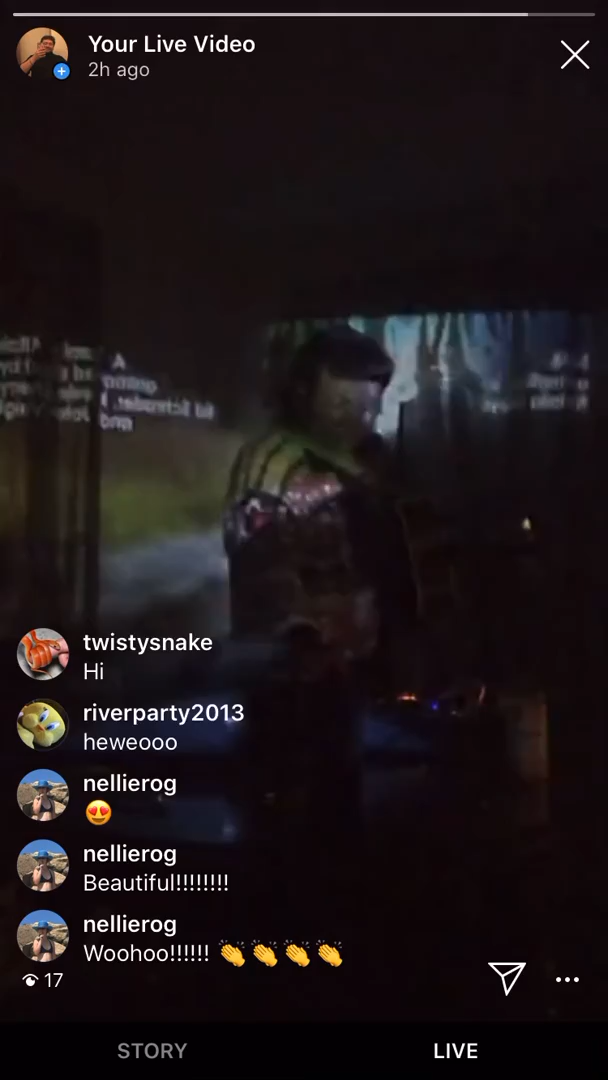 Your Live Video
2h ago
twistysnake
Hi
riverparty2013
heweooo
nellierog
😍
nellierog
Beautiful!!!!!!!!
nellierog
Woohoo!!!!!! 👏 👏 👏 👏
17
STORY
LIVE